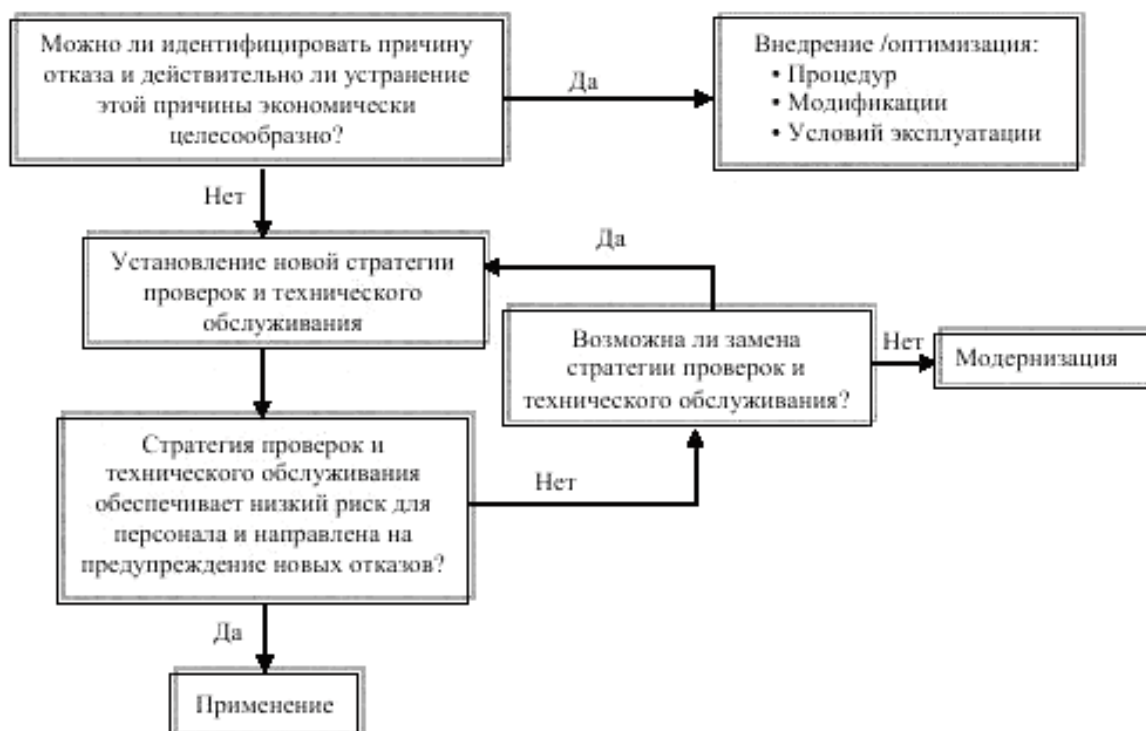 Можно ли идентифицировать причину
отказа и действительно ли устранение
этой причины экономически
целесообразно?
Да
Внедрение /оптимизация:
• Процедур
• Модификации
• Условий эксплуатации
Нет
Установление новой стратегии
проверок и технического
обслуживания
Да
Возможна ли замена
стратегии проверок и
технического обслуживания?
Нет
Модернизация
Стратегия проверок и
технического обслуживания
обеспечивает низкий риск для
персонала и направлена на
предупреждение новых отказов?
Нет
Да
Применение